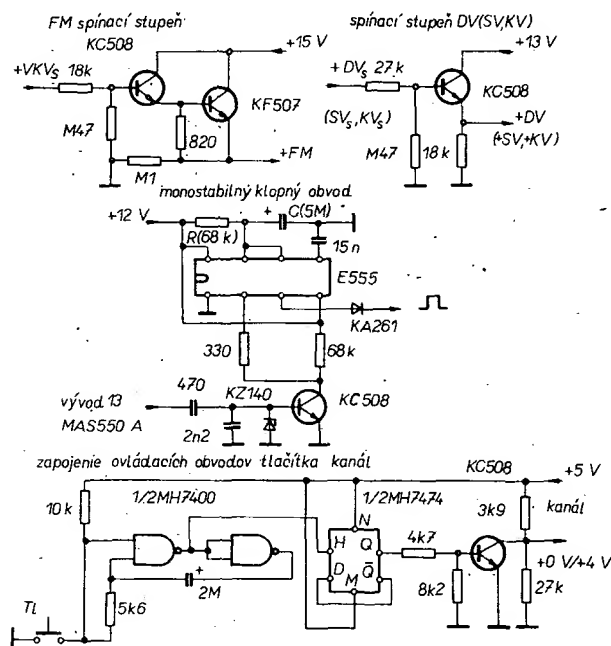 FM spínací stupeň
KC508
+15 V
+VKVs 18k
KF507
M47
820
M1
+FM
spínací stupeň DV(SV, KV)
+13 V
+DVs 27k
KC508
(SVs, KVs)
+DV
(+SV,+KV)
M47
18k
monostabilný klopný obvod
+12 V
+
C(5M)
R(68k)
15n
E555
KA261
330
68k
470
KZ140
KC508
vývod 13
MAS550 A
2n2
zapojenie ovládacích obvodov tlačítka kanál
KC508
+5 V
10k
1/2MH7400
1/2MH7474
3k9
kanál
N
H
Q
4k7
D
Q̅
M
+0 V/+4 V
8k2
27k
+
2M
5k6
Tl